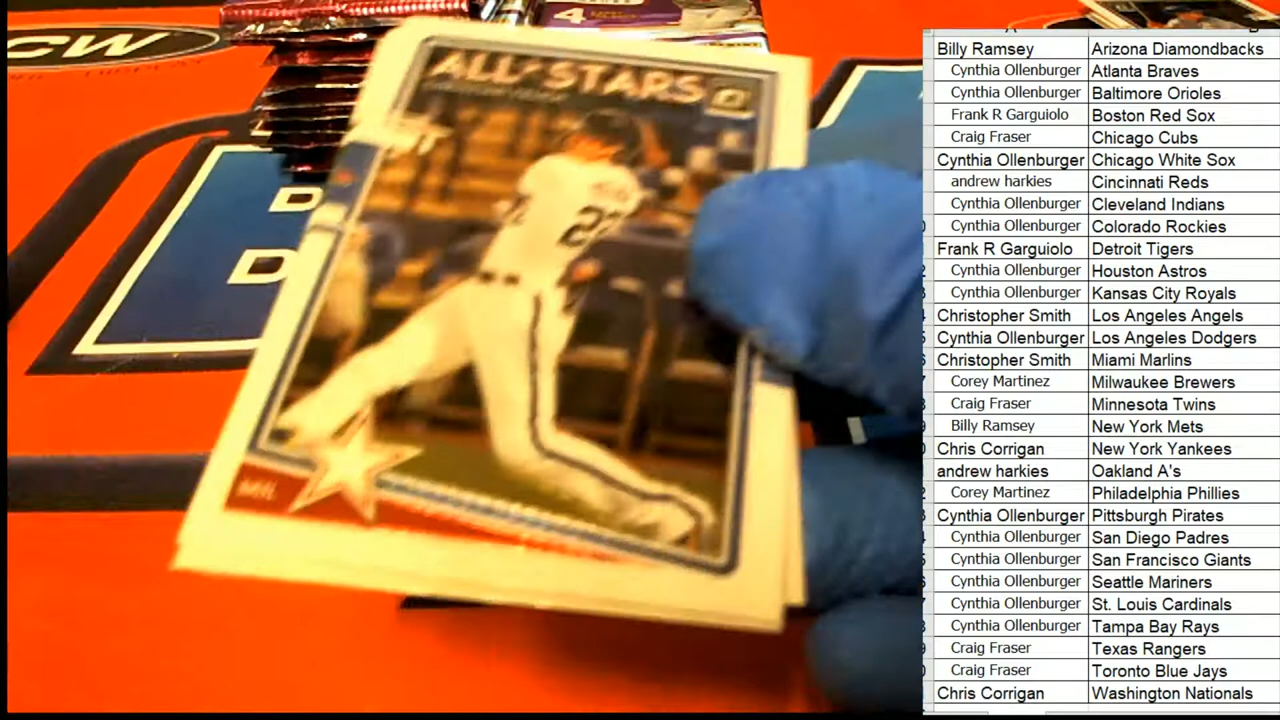 CW
4
ALL STARS
D
D
22
MIL
Billy Ramsey Arizona Diamondbacks
Cynthia Ollenburger Atlanta Braves
Cynthia Ollenburger Baltimore Orioles
Frank R Garguiolo Boston Red Sox
Craig Fraser Chicago Cubs
Cynthia Ollenburger Chicago White Sox
andrew harkies Cincinnati Reds
Cynthia Ollenburger Cleveland Indians
Cynthia Ollenburger Colorado Rockies
Frank R Garguiolo Detroit Tigers
Cynthia Ollenburger Houston Astros
Cynthia Ollenburger Kansas City Royals
Christopher Smith Los Angeles Angels
Cynthia Ollenburger Los Angeles Dodgers
Christopher Smith Miami Marlins
Corey Martinez Milwaukee Brewers
Craig Fraser Minnesota Twins
Billy Ramsey New York Mets
Chris Corrigan New York Yankees
andrew harkies Oakland A's
Corey Martinez Philadelphia Phillies
Cynthia Ollenburger Pittsburgh Pirates
Cynthia Ollenburger San Diego Padres
Cynthia Ollenburger San Francisco Giants
Cynthia Ollenburger Seattle Mariners
Cynthia Ollenburger St. Louis Cardinals
Cynthia Ollenburger Tampa Bay Rays
Craig Fraser Texas Rangers
Craig Fraser Toronto Blue Jays
Chris Corrigan Washington Nationals